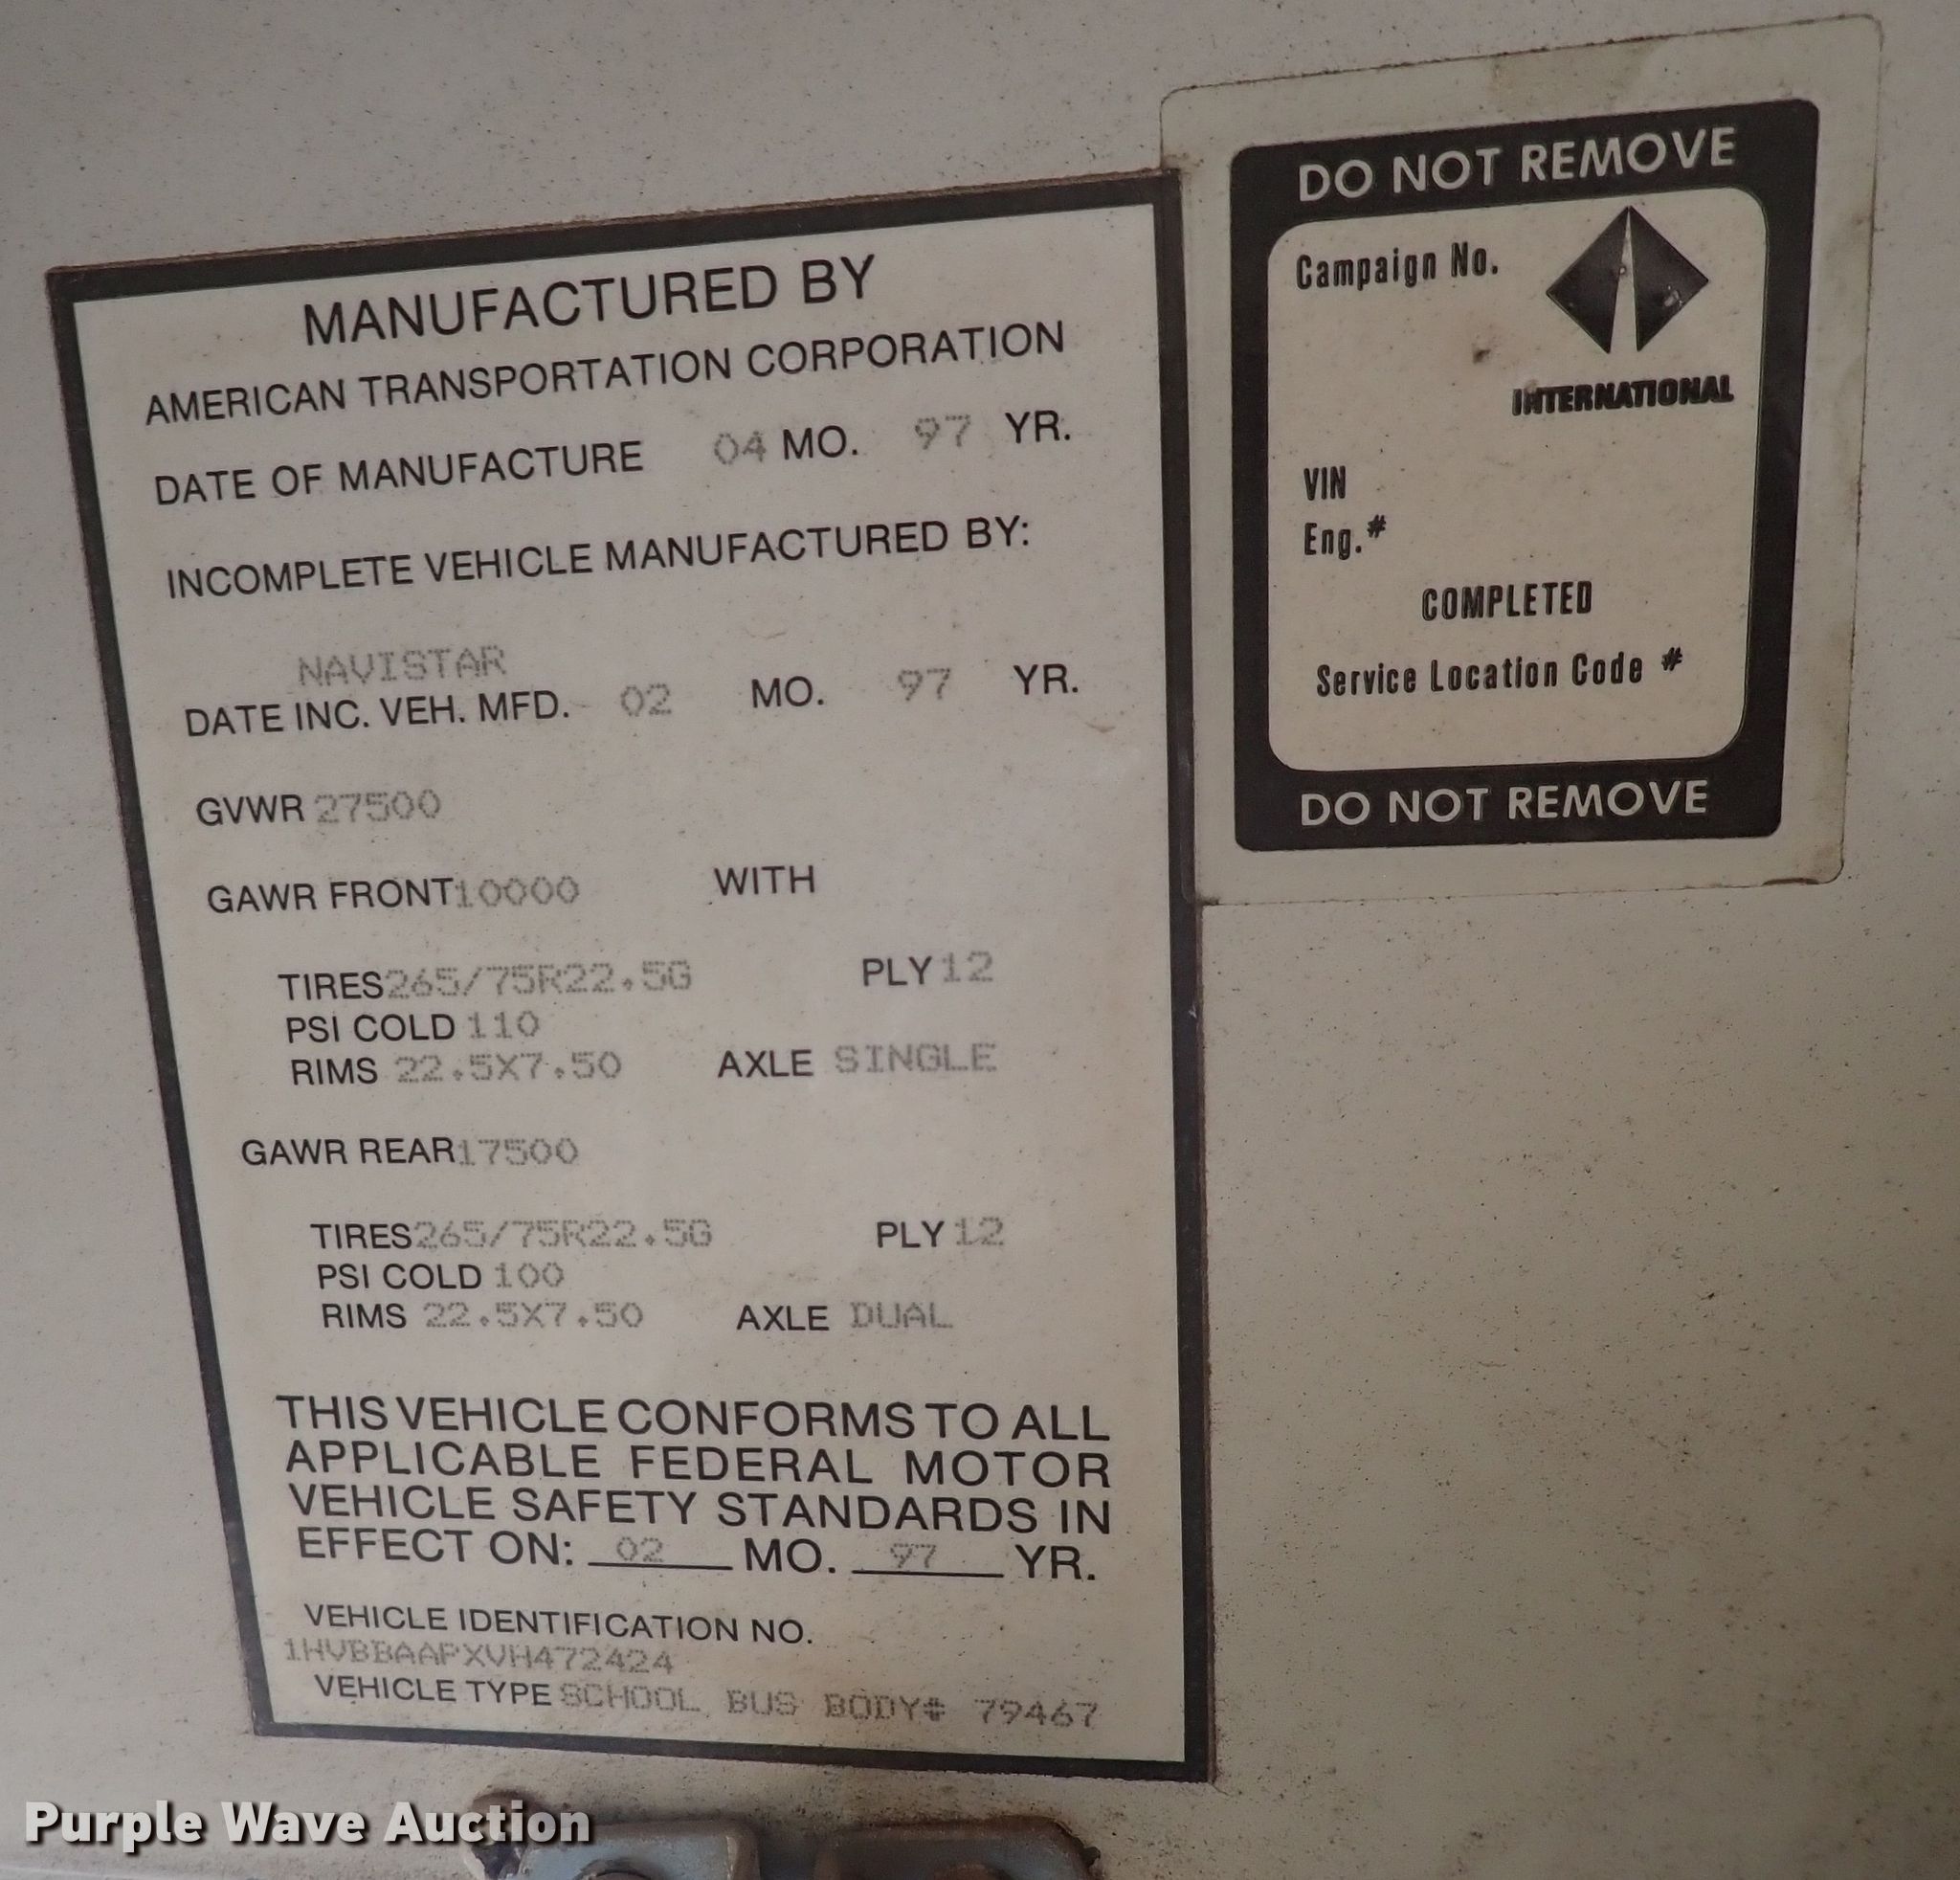 MANUFACTURED BY
AMERICAN TRANSPORTATION CORPORATION
DATE OF MANUFACTURE 04 MO. 97 YR.
INCOMPLETE VEHICLE MANUFACTURED BY:
NAVISTAR
DATE INC. VEH. MFD. 02 MO. 97 YR.
GVWR 27500
GAWR FRONT 10000 WITH
TIRES 265/75R22.5G PLY 12
PSI COLD 110
RIMS 22.5X7.50 AXLE SINGLE
GAWR REAR 17500
TIRES 265/75R22.5G PLY 12
PSI COLD 100
RIMS 22.5X7.50 AXLE DUAL
THIS VEHICLE CONFORMS TO ALL
APPLICABLE FEDERAL MOTOR
VEHICLE SAFETY STANDARDS IN
EFFECT ON: 02 MO. 97 YR.
VEHICLE IDENTIFICATION NO.
1HVBBAAPXVH472424
VEHICLE TYPE SCHOOL BUS BODY# 79467
DO NOT REMOVE
Campaign No.
INTERNATIONAL
VIN
Eng.#
COMPLETED
Service Location Code #
DO NOT REMOVE
Purple Wave Auction